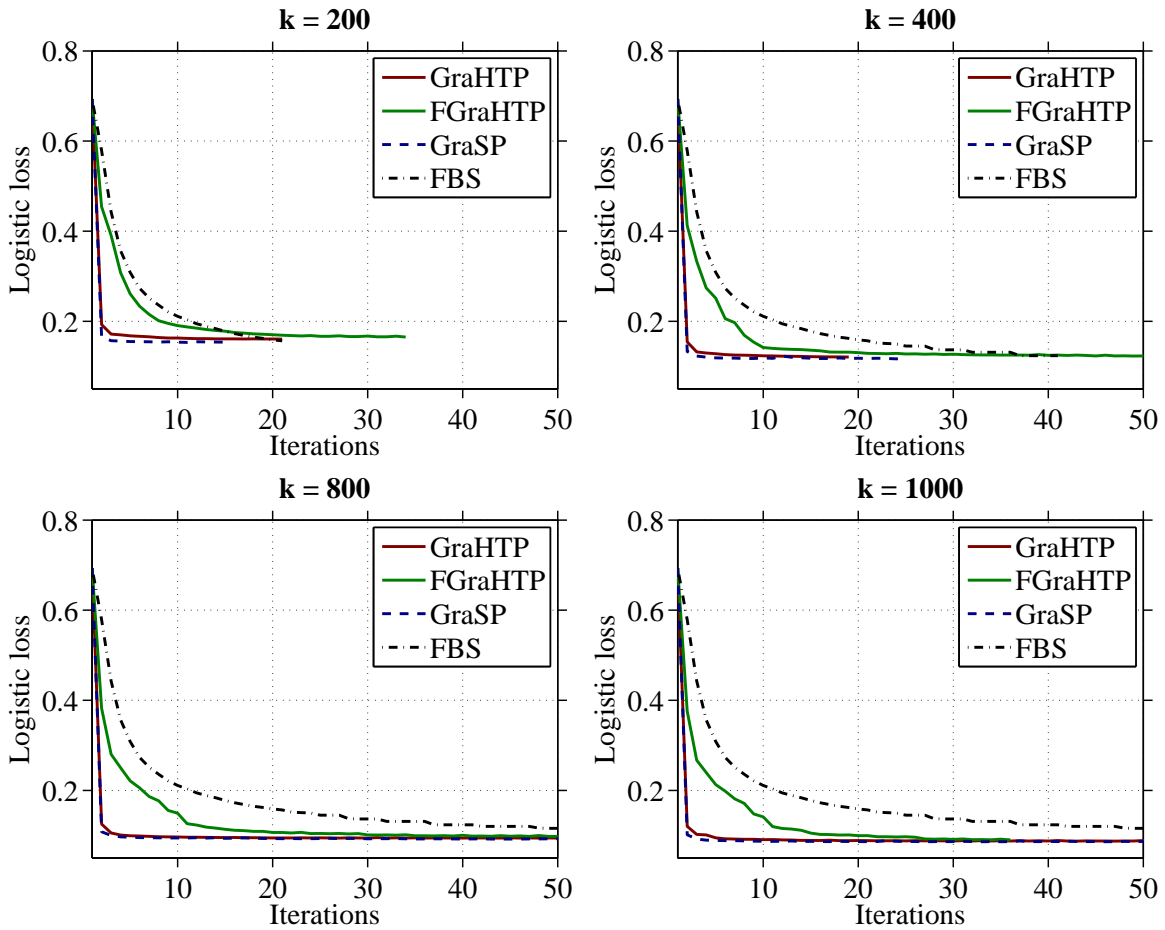 k = 200
0.8
0.6
0.4
0.2
Logistic loss
10
20
30
40
50
Iterations
GraHTP
FGraHTP
GraSP
FBS
k = 400
0.8
0.6
0.4
0.2
Logistic loss
10
20
30
40
50
Iterations
GraHTP
FGraHTP
GraSP
FBS
k = 800
0.8
0.6
0.4
0.2
Logistic loss
10
20
30
40
50
Iterations
GraHTP
FGraHTP
GraSP
FBS
k = 1000
0.8
0.6
0.4
0.2
Logistic loss
10
20
30
40
50
Iterations
GraHTP
FGraHTP
GraSP
FBS